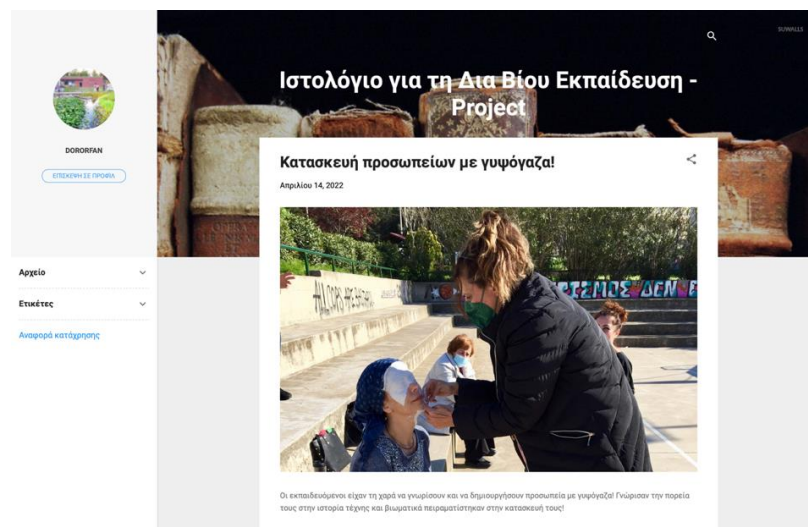 SUWALLS
Ιστολόγιο για τη Δια Βίου Εκπαίδευση -
Project
DORORFAN
ΕΠΙΣΚΕΨΗ ΣΕ ΠΡΟΦΙΛ
Αρχείο
Ετικέτες
Αναφορά κατάχρησης
Κατασκευή προσωπείων με γυψόγαζα!
Απριλίου 14, 2022
Οι εκπαιδευόμενοι είχαν τη χαρά να γνωρίσουν και να δημιουργήσουν προσωπεία με γυψόγαζα! Γνώρισαν την πορεία
τους στην ιστορία τέχνης και βιωματικά πειραματίστηκαν στην κατασκευή τους!